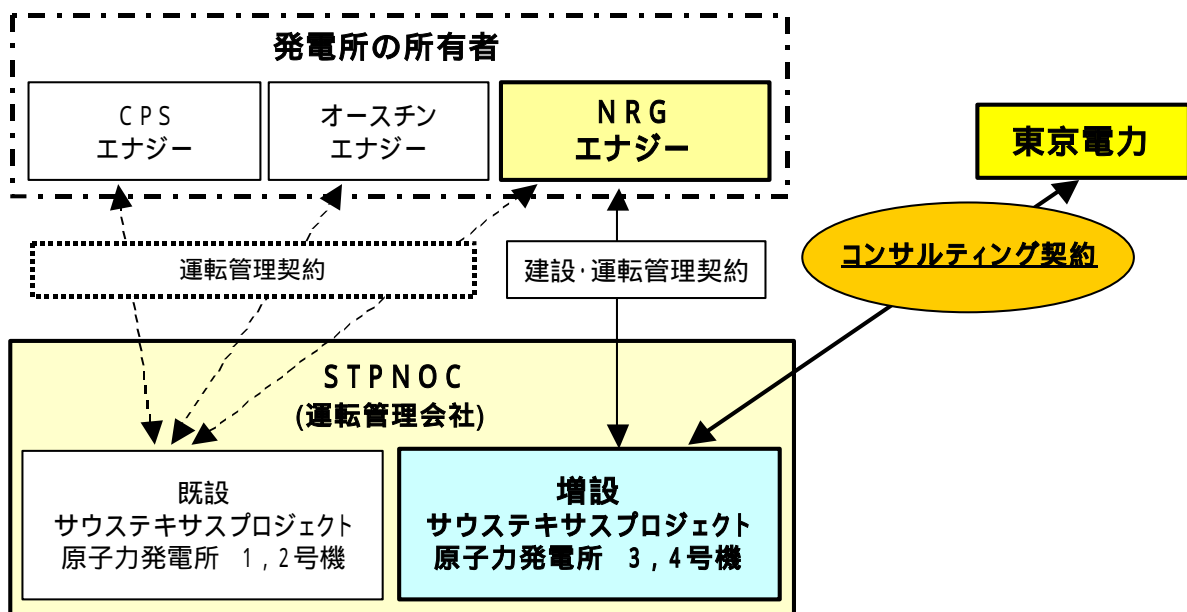 発電所の所有者
CPS
エナジー
オースチン
エナジー
NRG
エナジー
東京電力
運転管理契約
建設・運転管理契約
コンサルティング契約
STPNOC
(運転管理会社)
既設
サウステキサスプロジェクト
原子力発電所 1,2号機
増設
サウステキサスプロジェクト
原子力発電所 3,4号機